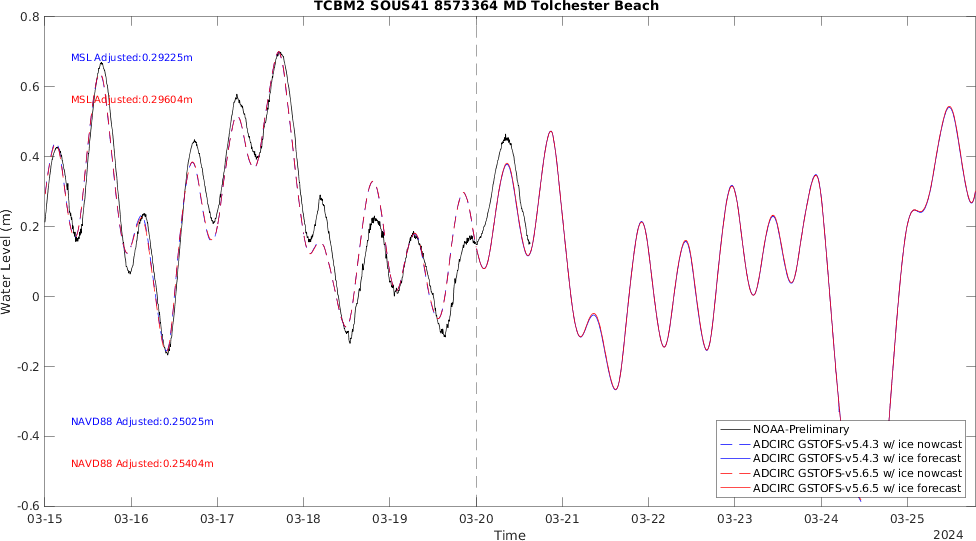 TCBM2 SOUS41 8573364 MD Tolchester Beach
0.8
0.6
0.4
0.2
0
-0.2
-0.4
-0.6
Water Level (m)
MSL Adjusted:0.29225m
MSL Adjusted:0.29604m
NAVD88 Adjusted:0.25025m
NAVD88 Adjusted:0.25404m
NOAA-Preliminary
ADCIRC GSTOFS-v5.4.3 w/ ice nowcast
ADCIRC GSTOFS-v5.4.3 w/ ice forecast
ADCIRC GSTOFS-v5.6.5 w/ ice nowcast
ADCIRC GSTOFS-v5.6.5 w/ ice forecast
03-15 03-16 03-17 03-18 03-19 03-20 03-21 03-22 03-23 03-24 03-25
Time
2024